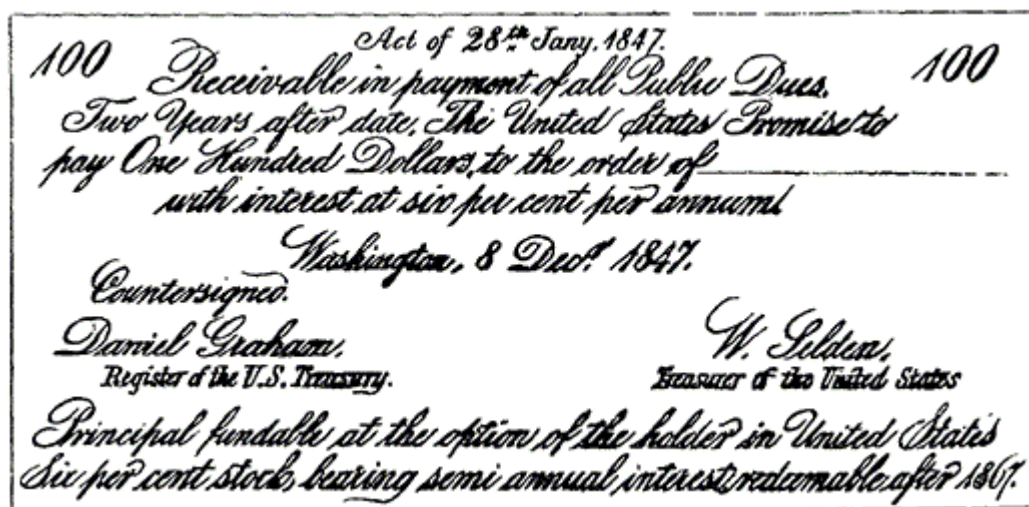 Act of 28th Jany. 1847.
100 100
Receivable in payment of all Public Dues.
Two Years after date, The United States Promise to
pay One Hundred Dollars, to the order of
with interest at six per cent per annum
Washington, 8 Decr. 1847.
Countersigned.
Daniel Graham. W. Selden,
Register of the U.S. Treasury. Treasurer of the United States
Principal fundable at the option of the holder in United States
Six per cent stock, bearing semi annual interest, redeemable after 1867.